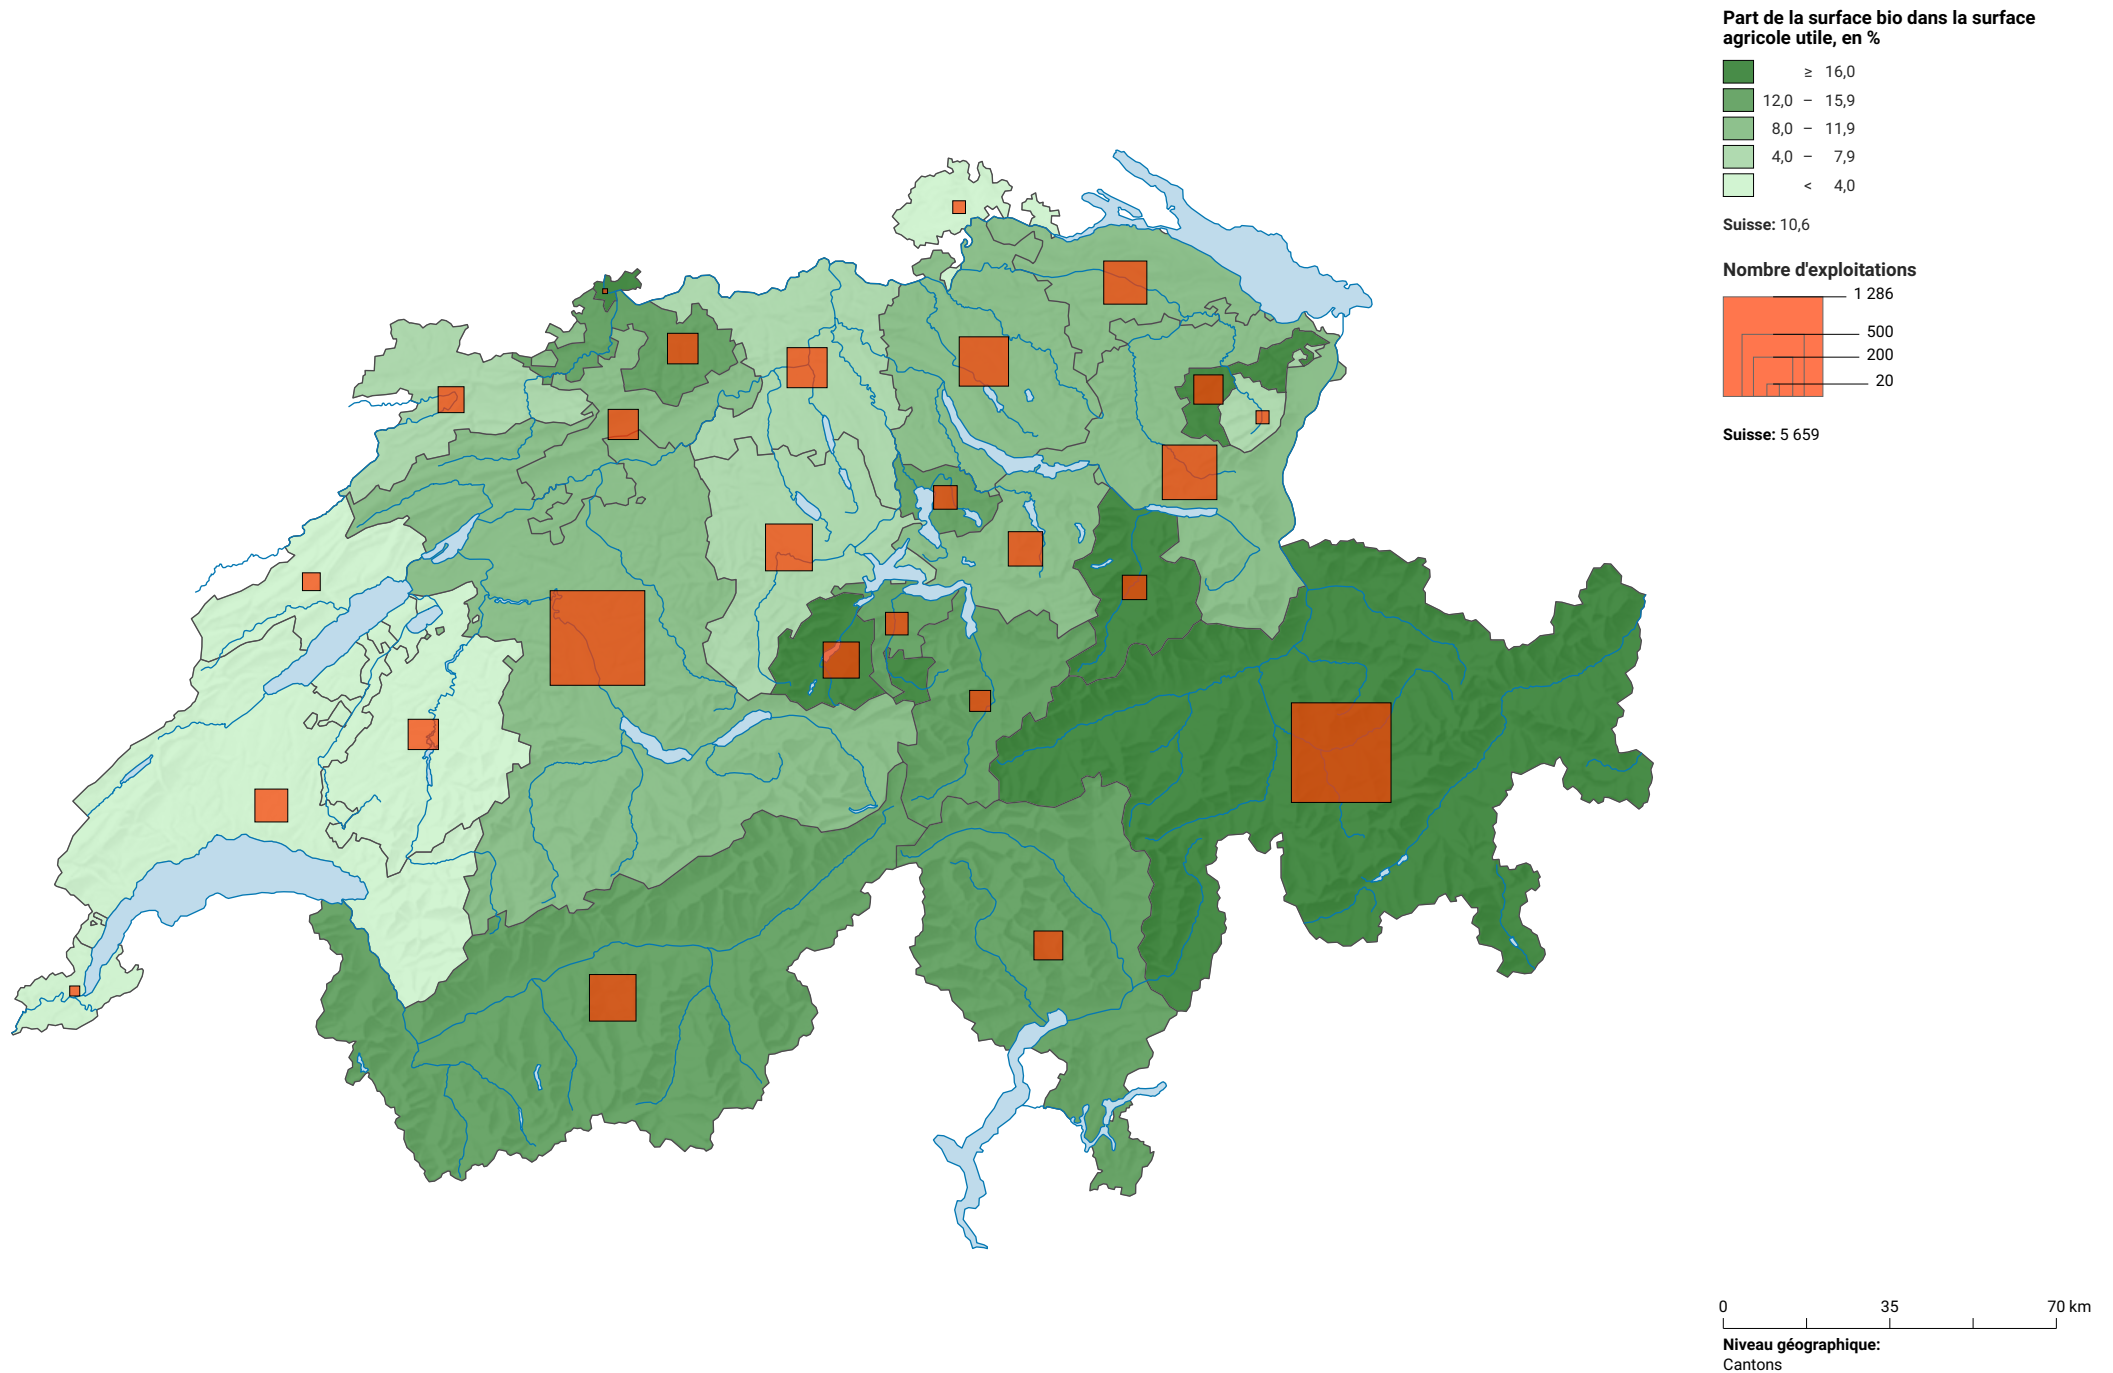 Part de la surface bio dans la surface
agricole utile, en %
≥ 16,0
12,0 – 15,9
8,0 – 11,9
4,0 – 7,9
< 4,0
Suisse: 10,6
Nombre d'exploitations
1 286
500
200
20
Suisse: 5 659
0 35 70 km
Niveau géographique:
Cantons